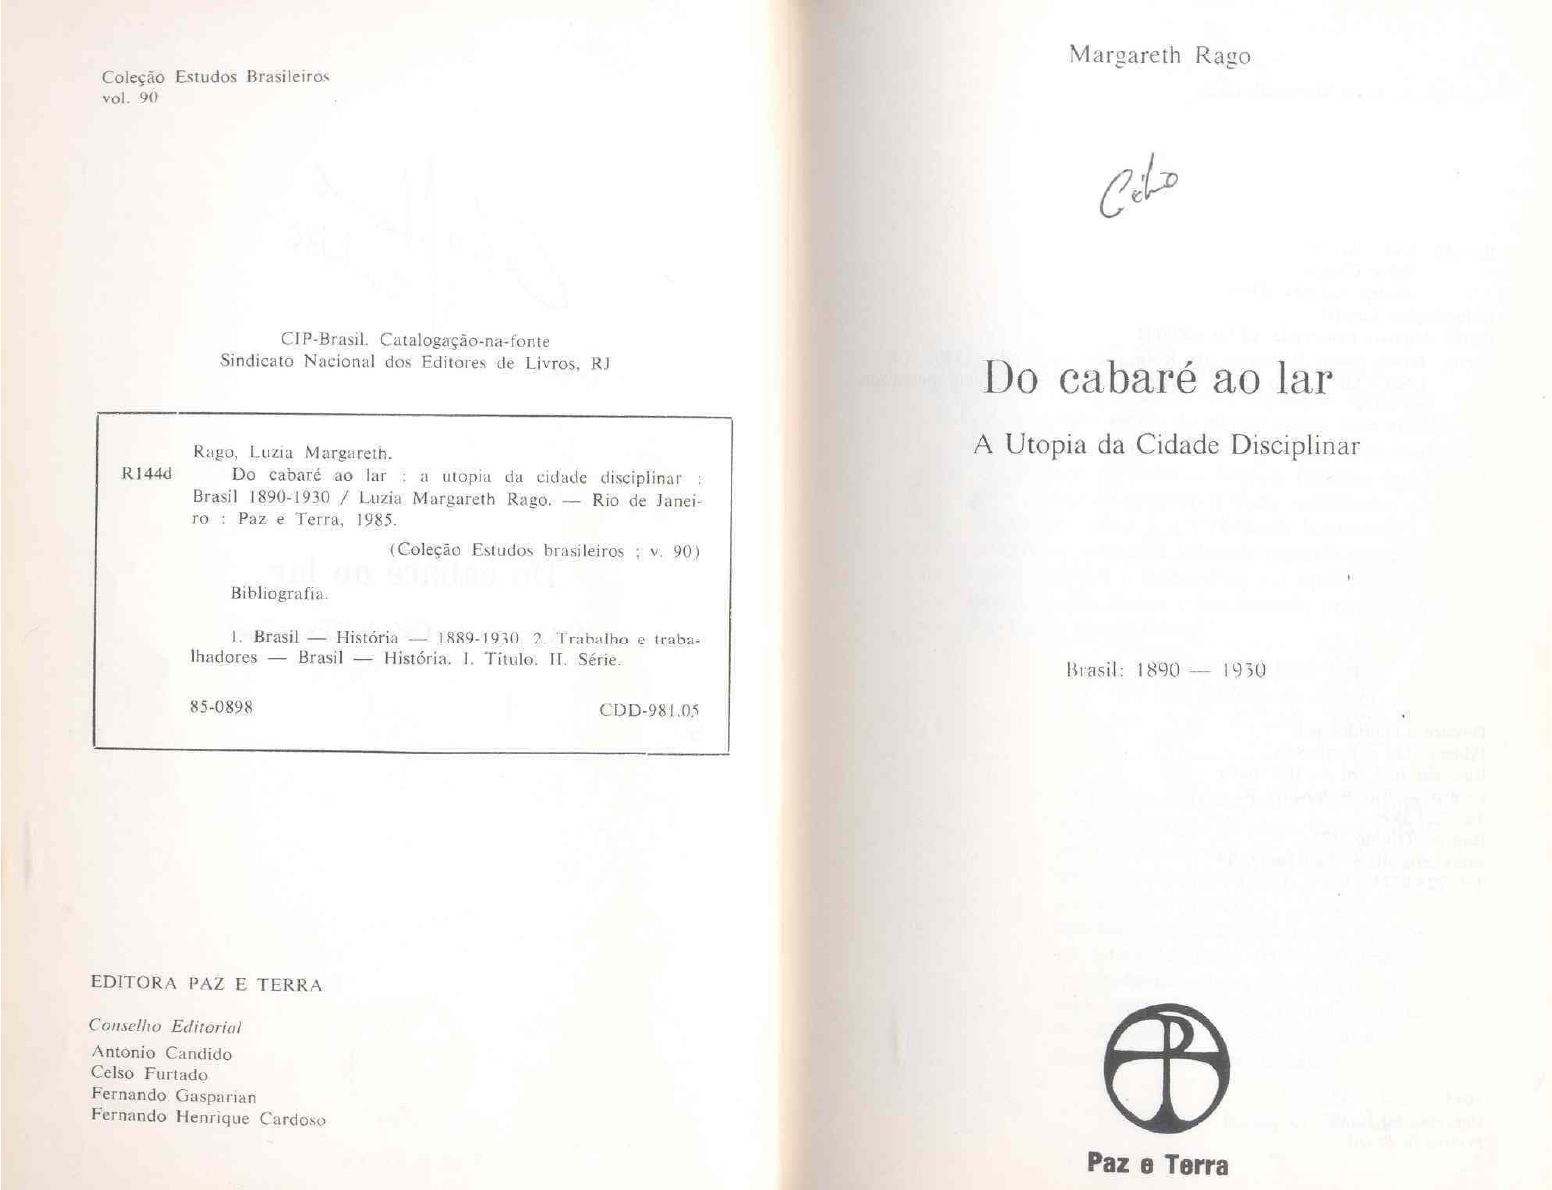 Coleção Estudos Brasileiros
vol. 90
CIP-Brasil. Catalogação-na-fonte
Sindicato Nacional dos Editores de Livros, RJ
Rago, Luzia Margareth.
R144d Do cabaré ao lar : a utopia da cidade disciplinar :
Brasil 1890-1930 / Luzia Margareth Rago. — Rio de Janei-
ro : Paz e Terra, 1985.
(Coleção Estudos brasileiros ; v. 90)
Bibliografia.
1. Brasil — História — 1889-1930 2. Trabalho e traba-
lhadores — Brasil — História. I. Título. II. Série.
85-0898 CDD-981.05
EDITORA PAZ E TERRA
Conselho Editorial
Antonio Candido
Celso Furtado
Fernando Gasparian
Fernando Henrique Cardoso
Margareth Rago
Do cabaré ao lar
A Utopia da Cidade Disciplinar
Brasil: 1890 — 1930
Paz e Terra